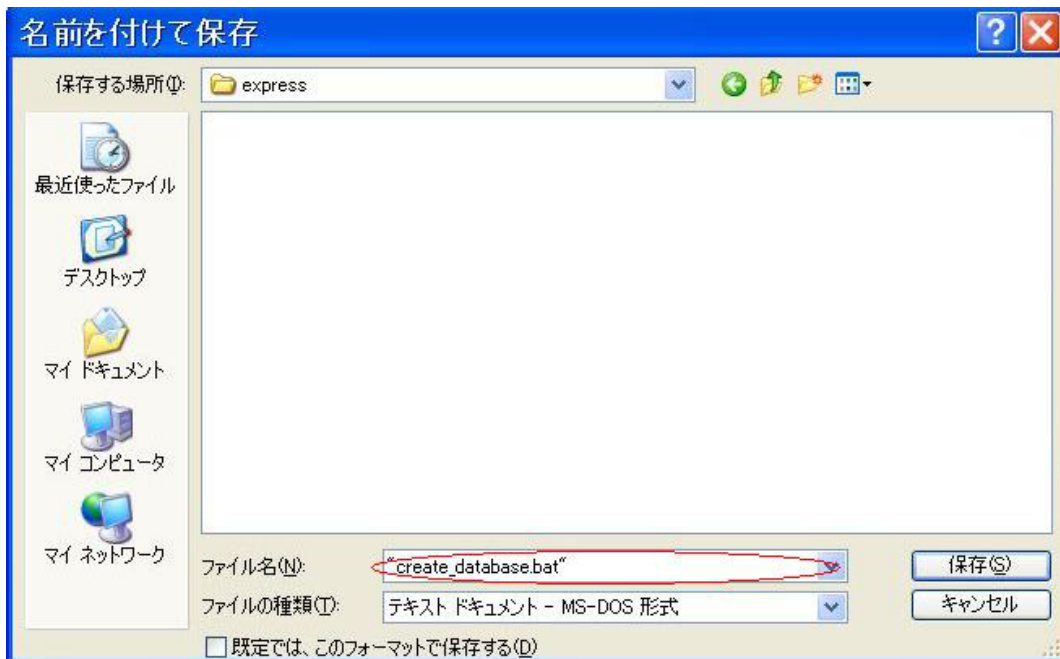 名前を付けて保存
保存する場所(I):
express
最近使ったファイル
デスクトップ
マイ ドキュメント
マイ コンピュータ
マイ ネットワーク
ファイル名(N):
"create_database.bat"
保存(S)
ファイルの種類(T):
テキスト ドキュメント - MS-DOS 形式
キャンセル
既定では、このフォーマットで保存する(D)